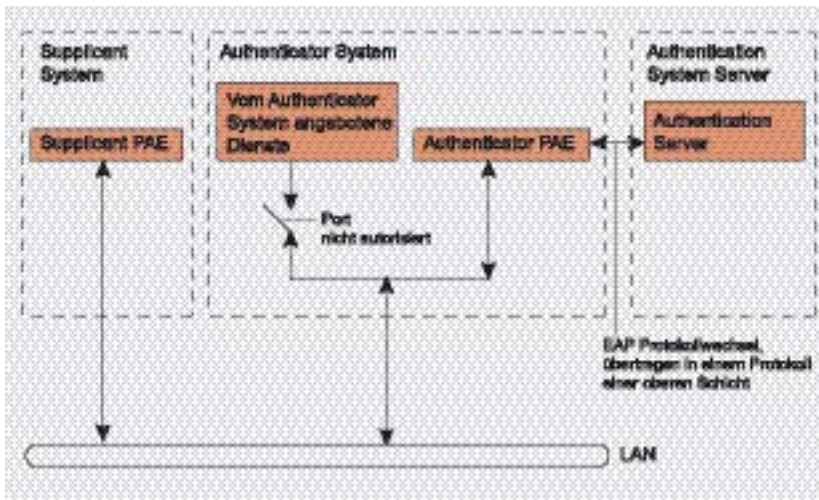 Supplicant
System
Supplicant PAE
Authenticator System
Vom Authenticator
System angebotene
Dienste
Authenticator PAE
Port
nicht autorisiert
Authentication
System Server
Authentication
Server
EAP Protokollwechsel,
übertragen in einem Protokoll
einer oberen Schicht
LAN